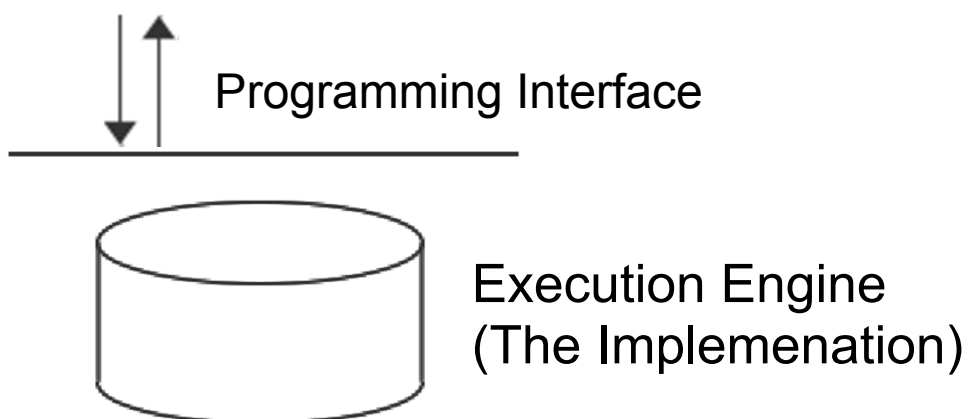 Programming Interface
Execution Engine
(The Implemenation)